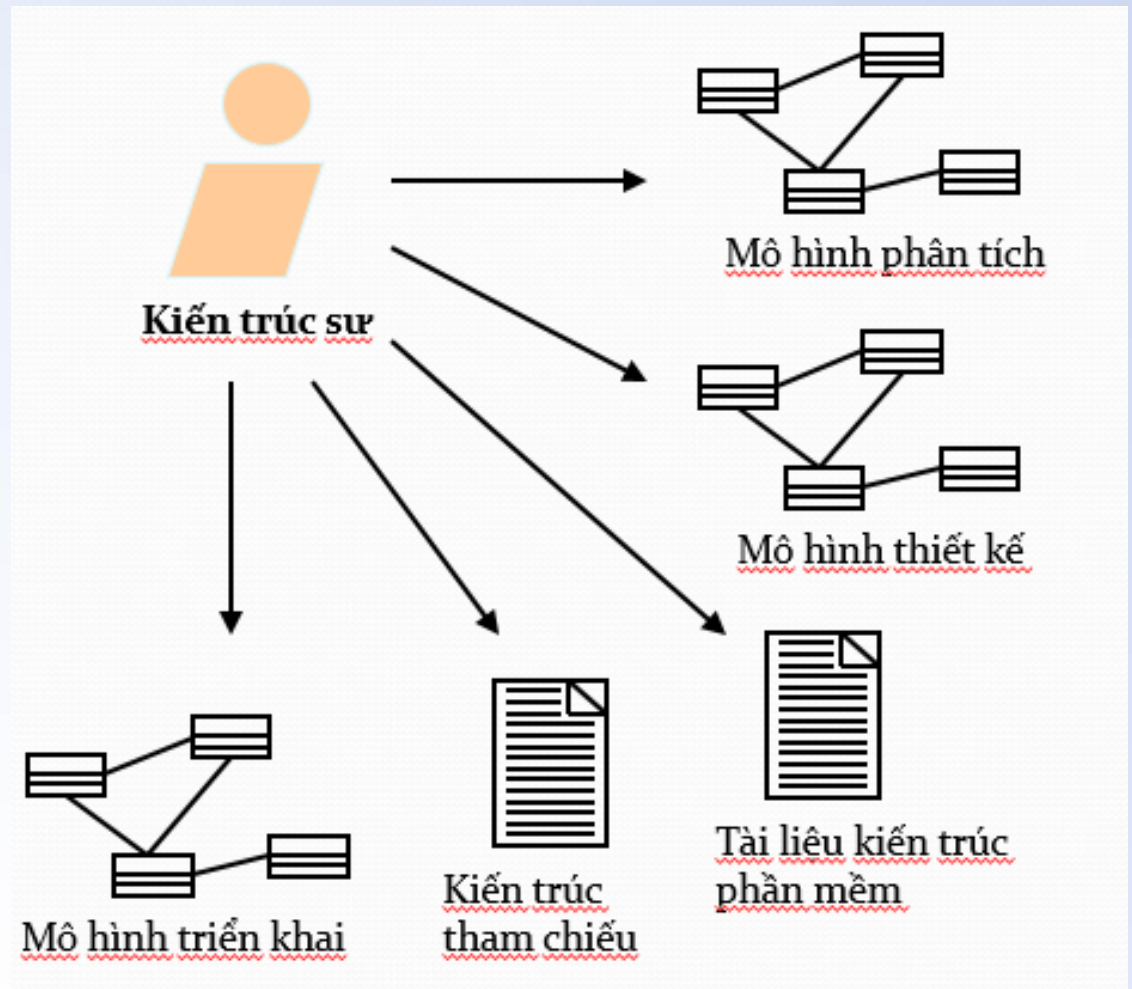 Mô hình phân tích
Kiến trúc sư
Mô hình thiết kế
Tài liệu kiến trúc
phần mềm
Kiến trúc
tham chiếu
Mô hình triển khai